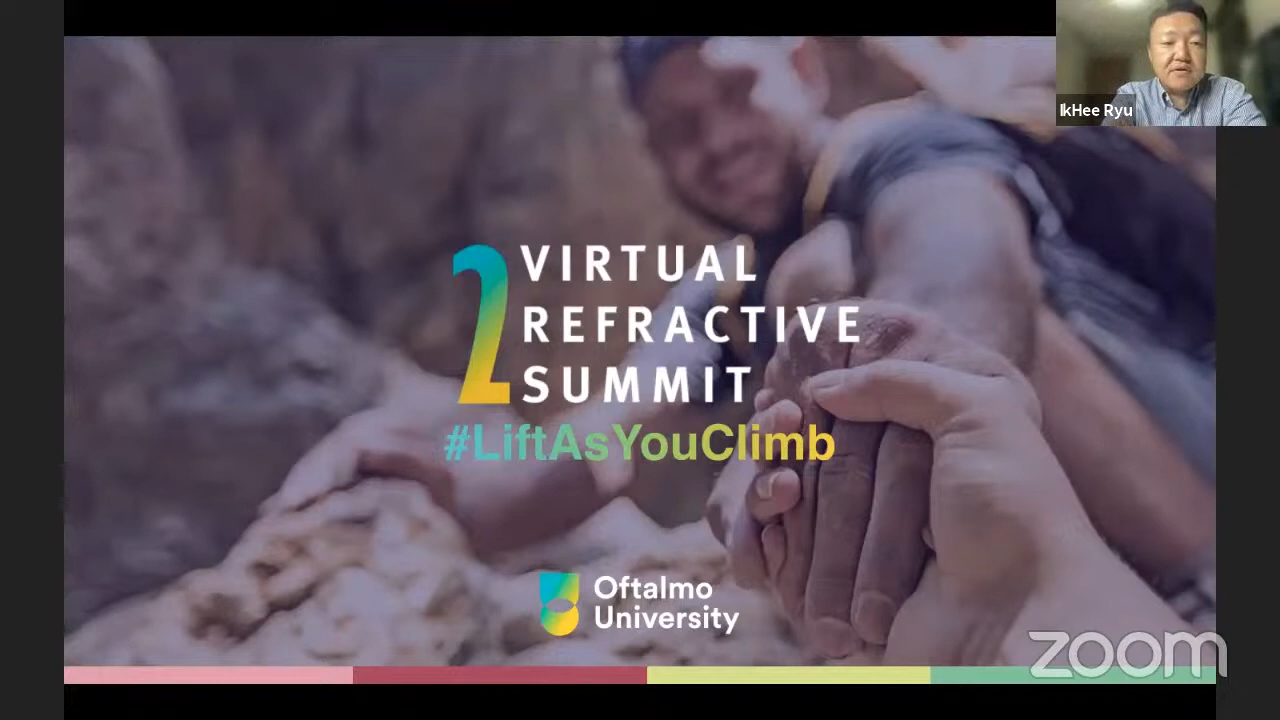 IkHee Ryu
2 VIRTUAL
REFRACTIVE
SUMMIT
#LiftAsYouClimb
Oftalmo
University
zoom